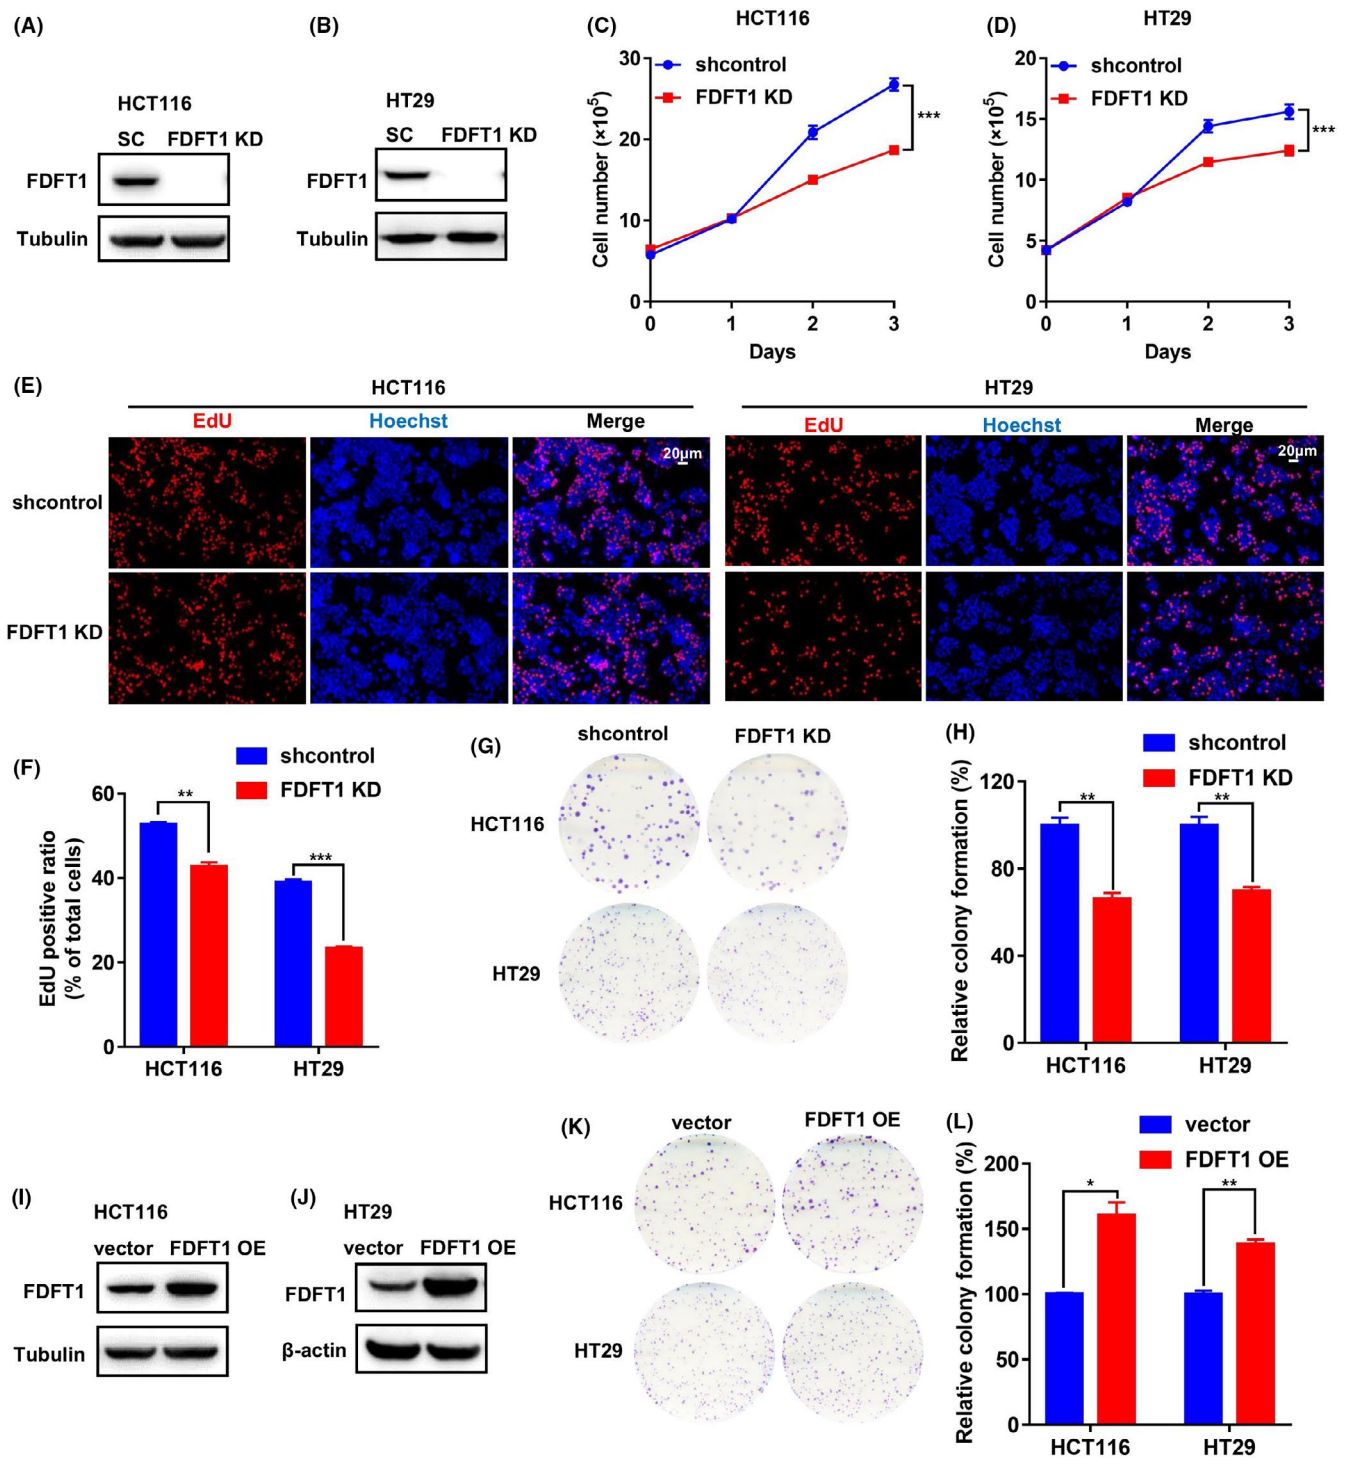 (A)
HCT116
SC FDFT1 KD
FDFT1
Tubulin
(B)
HT29
SC FDFT1 KD
FDFT1
Tubulin
(C)
HCT116
shcontrol
FDFT1 KD
Cell number (×10⁵)
30
20
10
0
0 1 2 3
Days
***
(D)
HT29
shcontrol
FDFT1 KD
Cell number (×10⁵)
20
15
10
5
0
0 1 2 3
Days
***
(E)
HCT116 HT29
EdU Hoechst Merge EdU Hoechst Merge
20μm 20μm
shcontrol
FDFT1 KD
(F)
shcontrol
FDFT1 KD
EdU positive ratio
(% of total cells)
60
40
20
0
** ***
HCT116 HT29
(G)
shcontrol FDFT1 KD
HCT116
HT29
(H)
shcontrol
FDFT1 KD
Relative colony formation (%)
120
80
40
0
** **
HCT116 HT29
(I)
HCT116
vector FDFT1 OE
FDFT1
Tubulin
(J)
HT29
vector FDFT1 OE
FDFT1
β-actin
(K)
vector FDFT1 OE
HCT116
HT29
(L)
vector
FDFT1 OE
Relative colony formation (%)
200
150
100
50
0
* **
HCT116 HT29